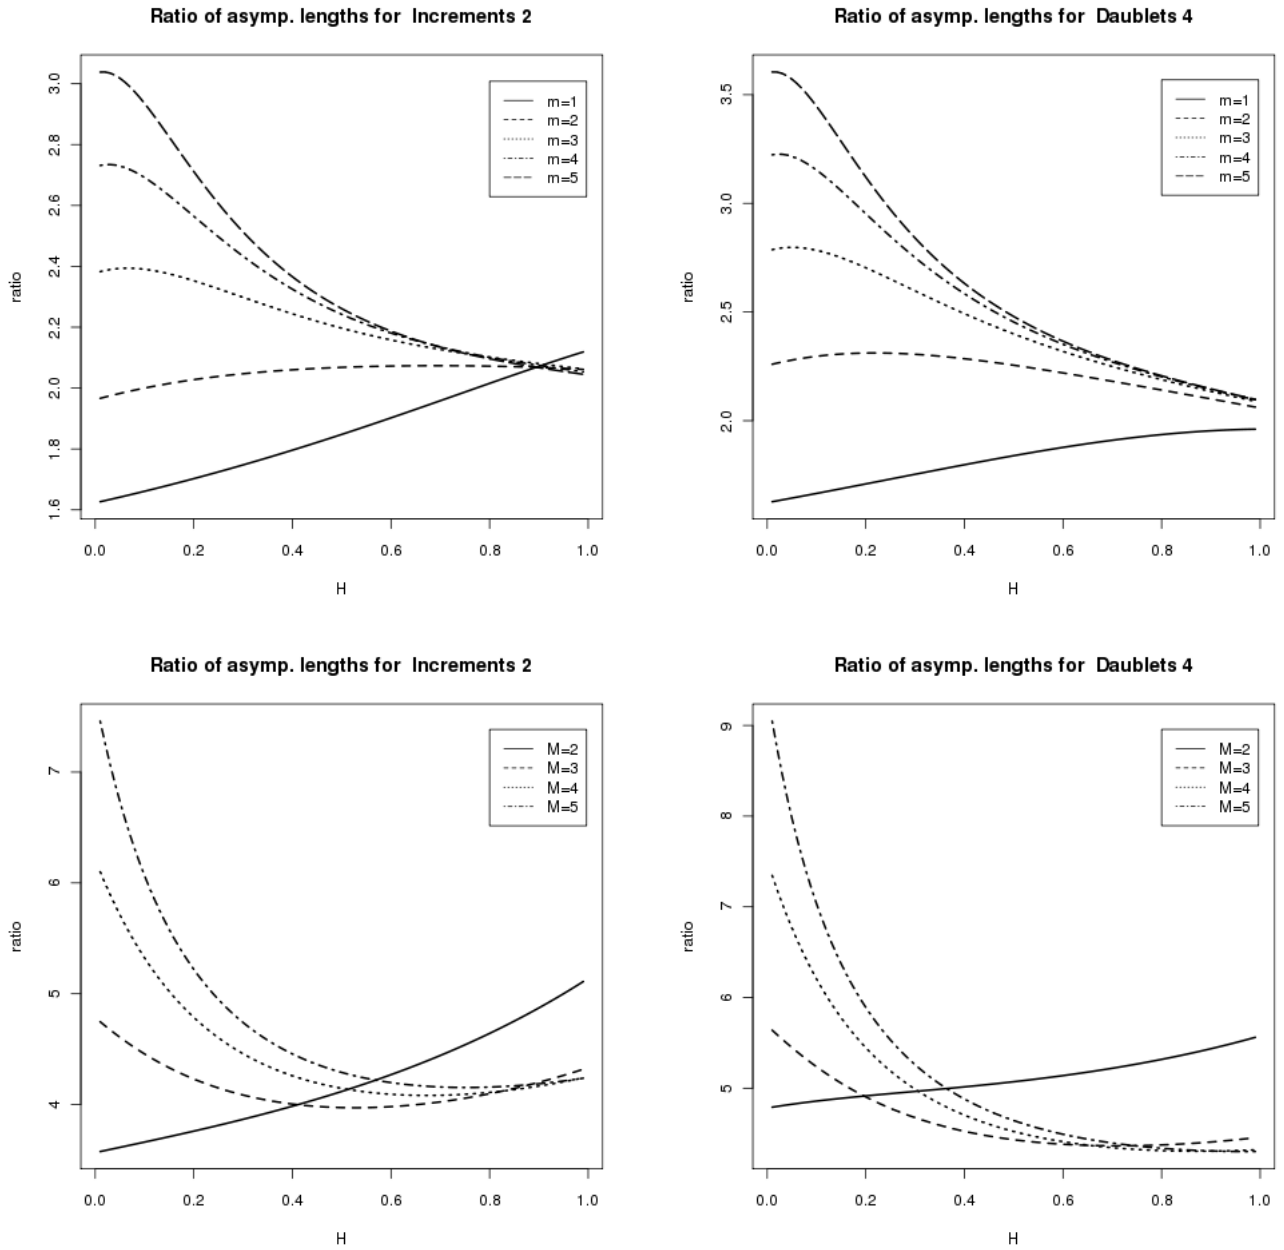 Ratio of asymp. lengths for Increments 2
3.0
2.8
2.6
2.4
2.2
2.0
1.8
1.6
ratio
m=1
m=2
m=3
m=4
m=5
0.0 0.2 0.4 0.6 0.8 1.0
H
Ratio of asymp. lengths for Daublets 4
3.5
3.0
2.5
2.0
ratio
m=1
m=2
m=3
m=4
m=5
0.0 0.2 0.4 0.6 0.8 1.0
H
Ratio of asymp. lengths for Increments 2
7
6
5
4
ratio
M=2
M=3
M=4
M=5
0.0 0.2 0.4 0.6 0.8 1.0
H
Ratio of asymp. lengths for Daublets 4
9
8
7
6
5
ratio
M=2
M=3
M=4
M=5
0.0 0.2 0.4 0.6 0.8 1.0
H